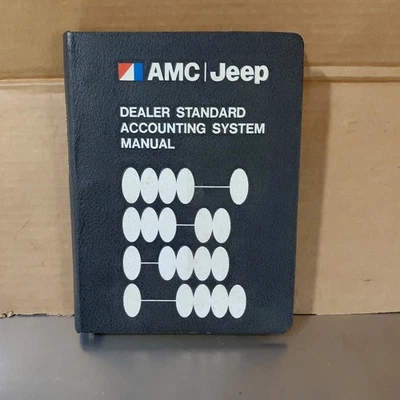 AMC | Jeep
DEALER STANDARD
ACCOUNTING SYSTEM
MANUAL